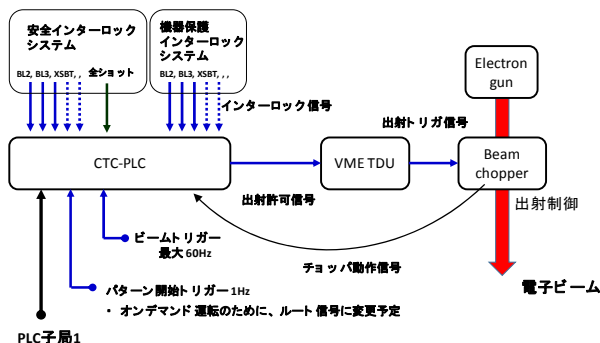 安全インターロック
システム
BL2, BL3, XSBT, , 全ショット
機器保護
インターロック
システム
BL2, BL3, XSBT, , ,
インターロック信号
Electron
gun
出射トリガ信号
CTC-PLC
VME TDU
Beam
chopper
出射許可信号
出射制御
ビームトリガー
最大 60Hz
チョッパ動作信号
電子ビーム
パターン開始トリガー 1Hz
・ オンデマンド運転のために、ルート信号に変更予定
PLC子局1